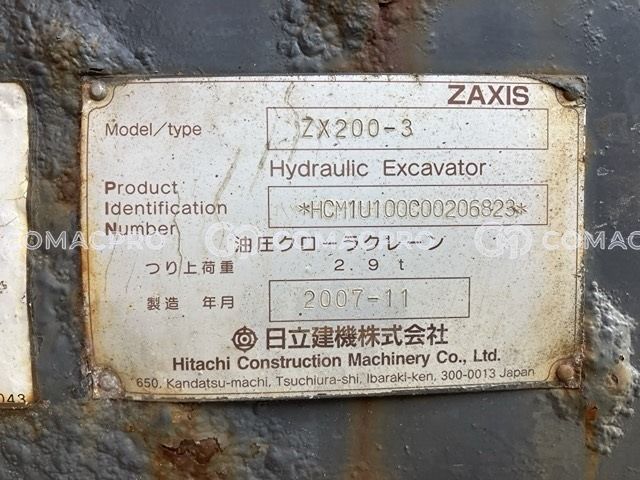 ZAXIS
Model/type ZX200-3
Hydraulic Excavator
Product
Identification *HCM1U100C00206823*
Number
COMACPRO COMACPRO COMAC
油圧クローラクレーン
つり上荷重 2.9t
製造 年月 2007-11
日立建機株式会社
Hitachi Construction Machinery Co., Ltd.
650, Kandatsu-machi, Tsuchiura-shi, Ibaraki-ken, 300-0013 Japan
043